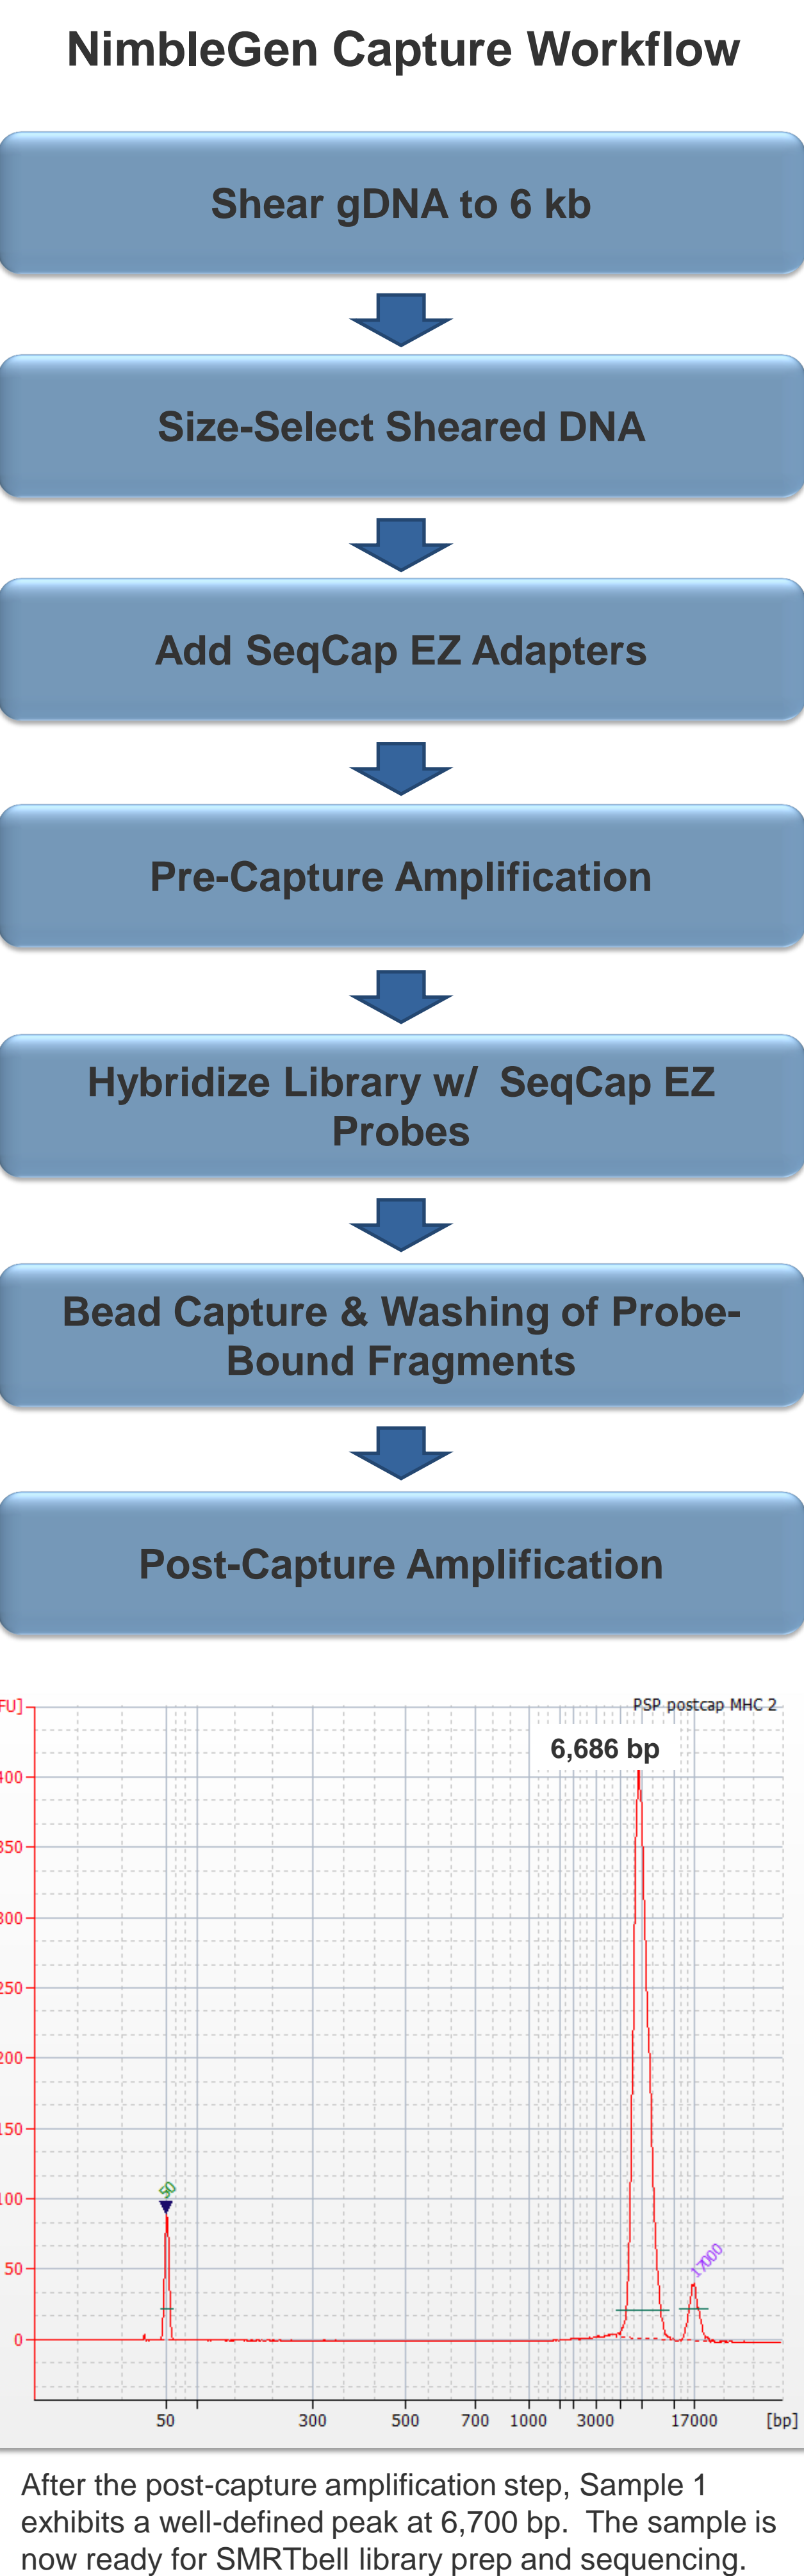 NimbleGen Capture Workflow
Shear gDNA to 6 kb
Size-Select Sheared DNA
Add SeqCap EZ Adapters
Pre-Capture Amplification
Hybridize Library w/ SeqCap EZ
Probes
Bead Capture & Washing of Probe-
Bound Fragments
Post-Capture Amplification
FU]
PSP postcap MHC 2
6,686 bp
400
350
300
250
200
150
100
50
0
50
17000
50 300 500 700 1000 3000 17000 [bp]
After the post-capture amplification step, Sample 1
exhibits a well-defined peak at 6,700 bp. The sample is
now ready for SMRTbell library prep and sequencing.